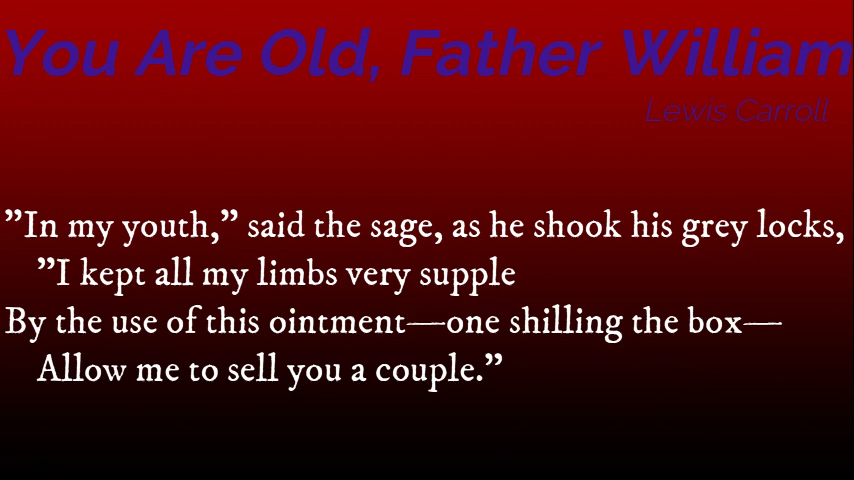 You Are Old, Father William
Lewis Carroll
”In my youth,” said the sage, as he shook his grey locks,
”I kept all my limbs very supple
By the use of this ointment—one shilling the box—
Allow me to sell you a couple.”